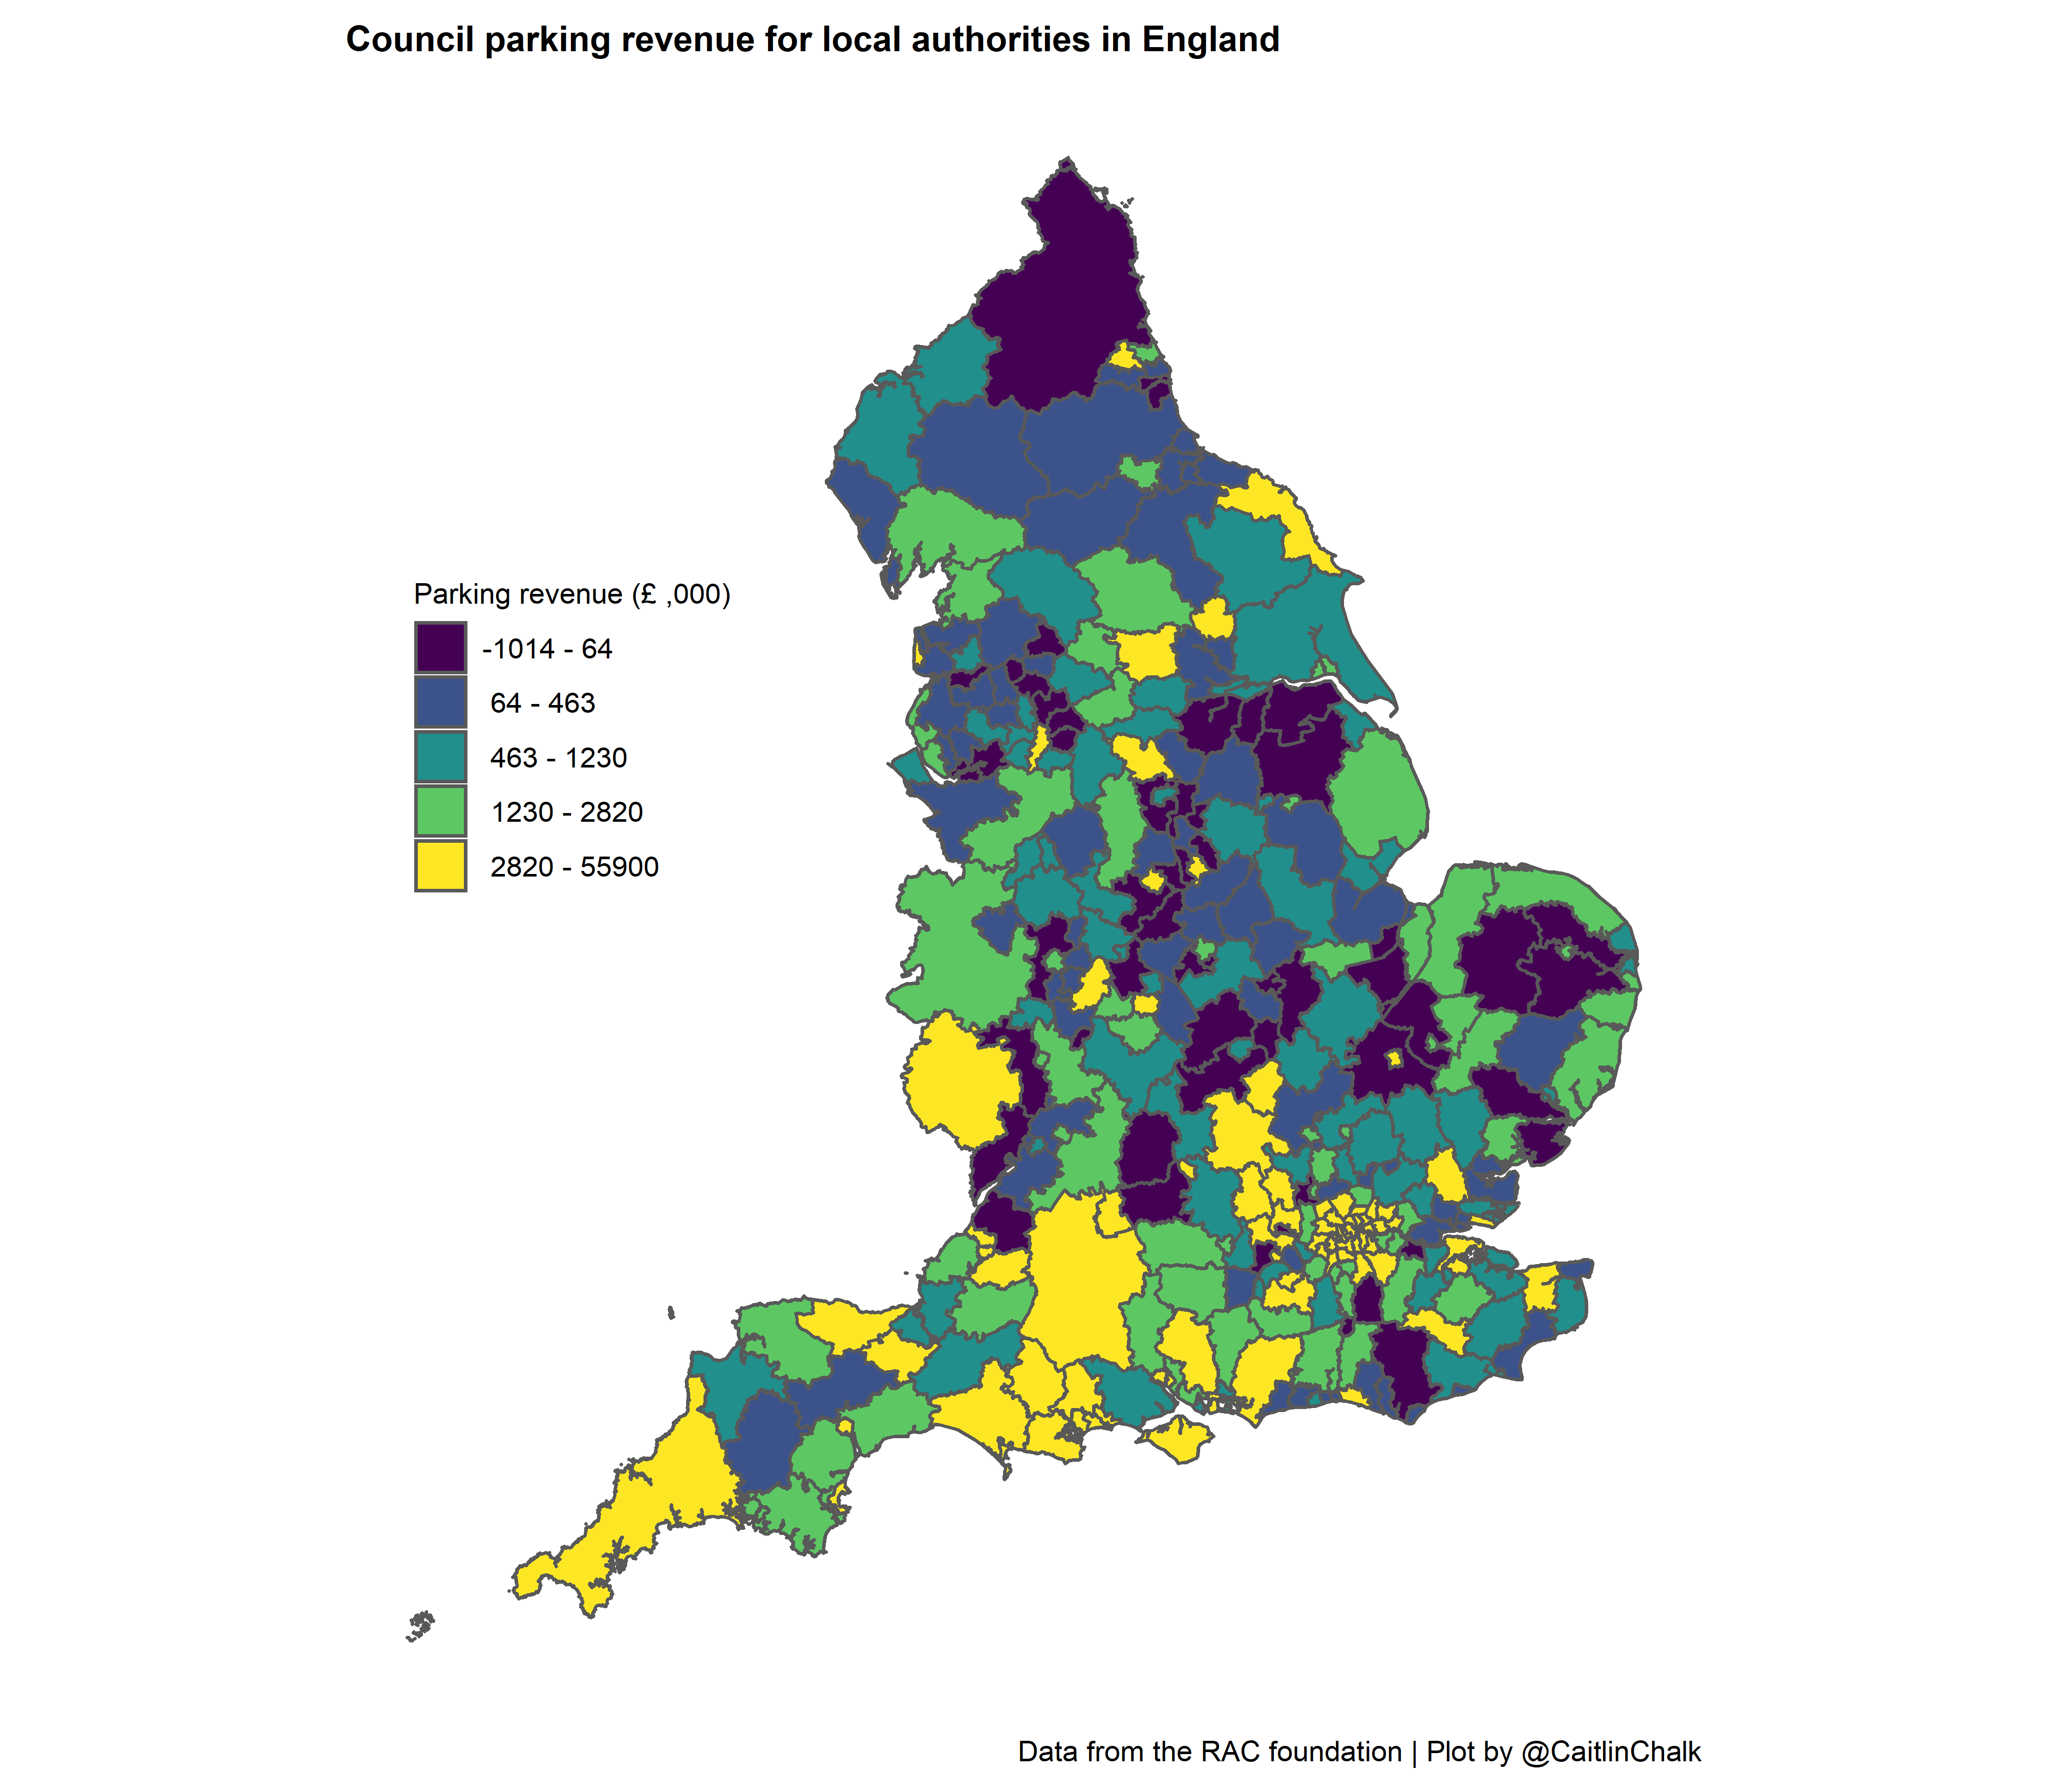 Council parking revenue for local authorities in England
Parking revenue (£ ,000)
-1014 - 64
64 - 463
463 - 1230
1230 - 2820
2820 - 55900
Data from the RAC foundation | Plot by @CaitlinChalk